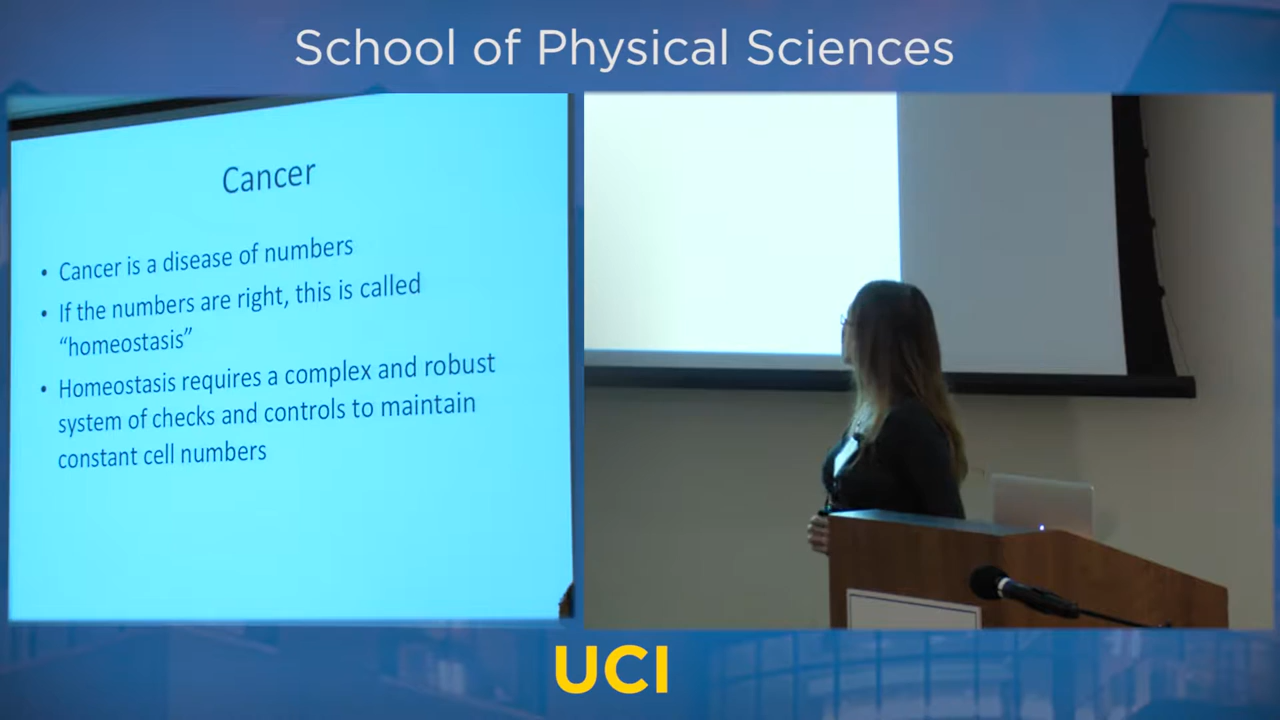 School of Physical Sciences
Cancer
• Cancer is a disease of numbers
• If the numbers are right, this is called
“homeostasis”
• Homeostasis requires a complex and robust
system of checks and controls to maintain
constant cell numbers
UCI